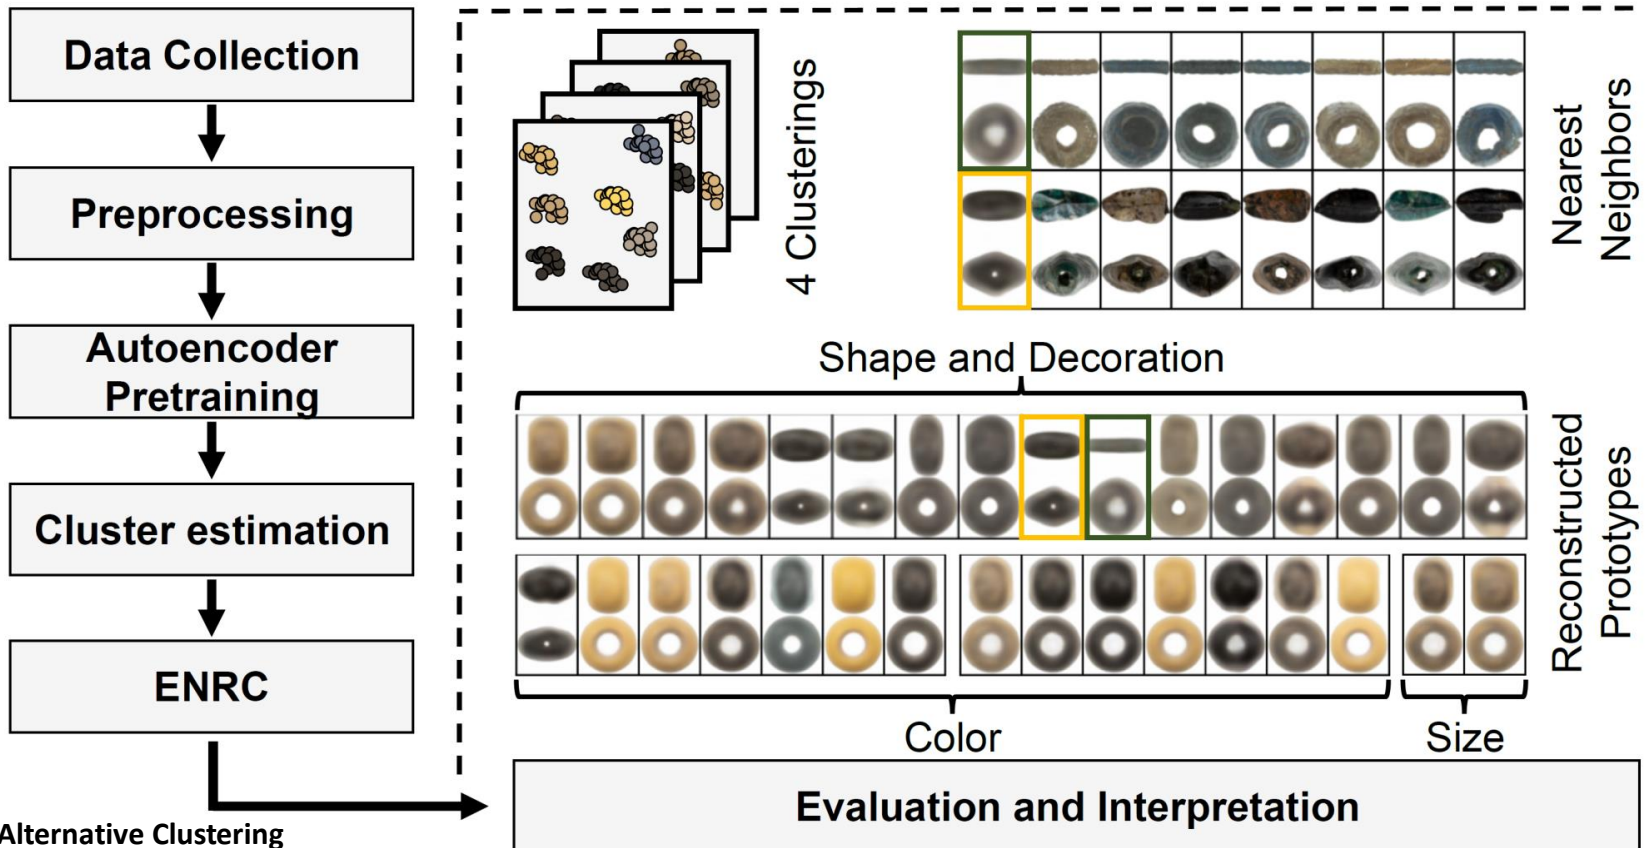 Data Collection
Preprocessing
Autoencoder
Pretraining
Cluster estimation
ENRC
Alternative Clustering
4 Clusterings
Nearest
Neighbors
Shape and Decoration
Reconstructed
Prototypes
Color
Size
Evaluation and Interpretation